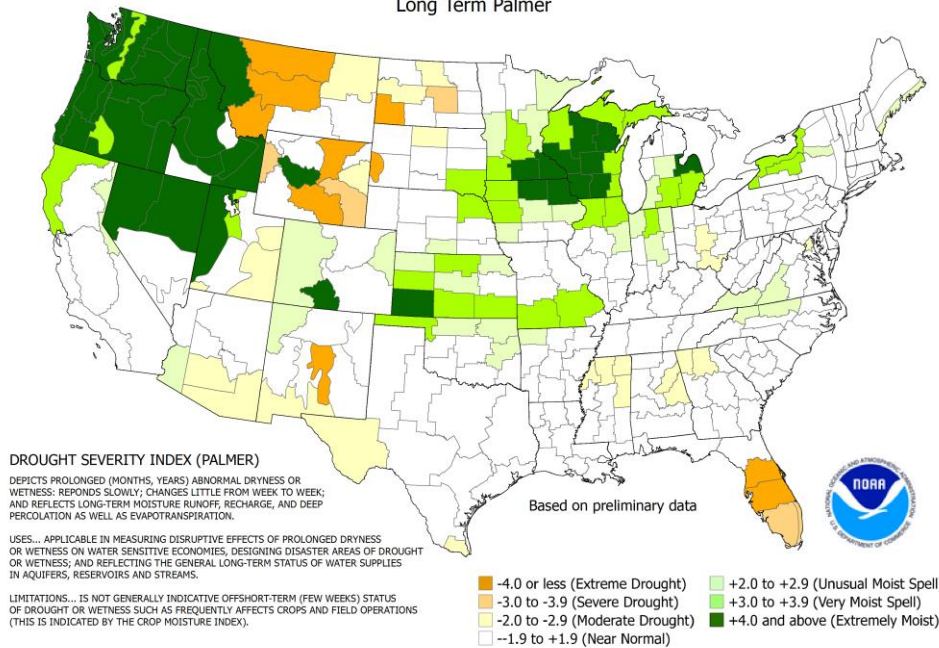 Long Term Palmer
DROUGHT SEVERITY INDEX (PALMER)
DEPICTS PROLONGED (MONTHS, YEARS) ABNORMAL DRYNESS OR
WETNESS: REPONDS SLOWLY; CHANGES LITTLE FROM WEEK TO WEEK;
AND REFLECTS LONG-TERM MOISTURE RUNOFF, RECHARGE, AND DEEP
PERCOLATION AS WELL AS EVAPOTRANSPIRATION.
USES... APPLICABLE IN MEASURING DISRUPTIVE EFFECTS OF PROLONGED DRYNESS
OR WETNESS ON WATER SENSITIVE ECONOMIES, DESIGNING DISASTER AREAS OF DROUGHT
OR WETNESS; AND REFLECTING THE GENERAL LONG-TERM STATUS OF WATER SUPPLIES
IN AQUIFERS, RESERVOIRS AND STREAMS.
LIMITATIONS... IS NOT GENERALLY INDICATIVE OFFSHORT-TERM (FEW WEEKS) STATUS
OF DROUGHT OR WETNESS SUCH AS FREQUENTLY AFFECTS CROPS AND FIELD OPERATIONS
(THIS IS INDICATED BY THE CROP MOISTURE INDEX).
Based on preliminary data
NATIONAL OCEANIC AND ATMOSPHERIC ADMINISTRATION
NOAA
U.S. DEPARTMENT OF COMMERCE
-4.0 or less (Extreme Drought)
-3.0 to -3.9 (Severe Drought)
-2.0 to -2.9 (Moderate Drought)
--1.9 to +1.9 (Near Normal)
+2.0 to +2.9 (Unusual Moist Spell
+3.0 to +3.9 (Very Moist Spell)
+4.0 and above (Extremely Moist)